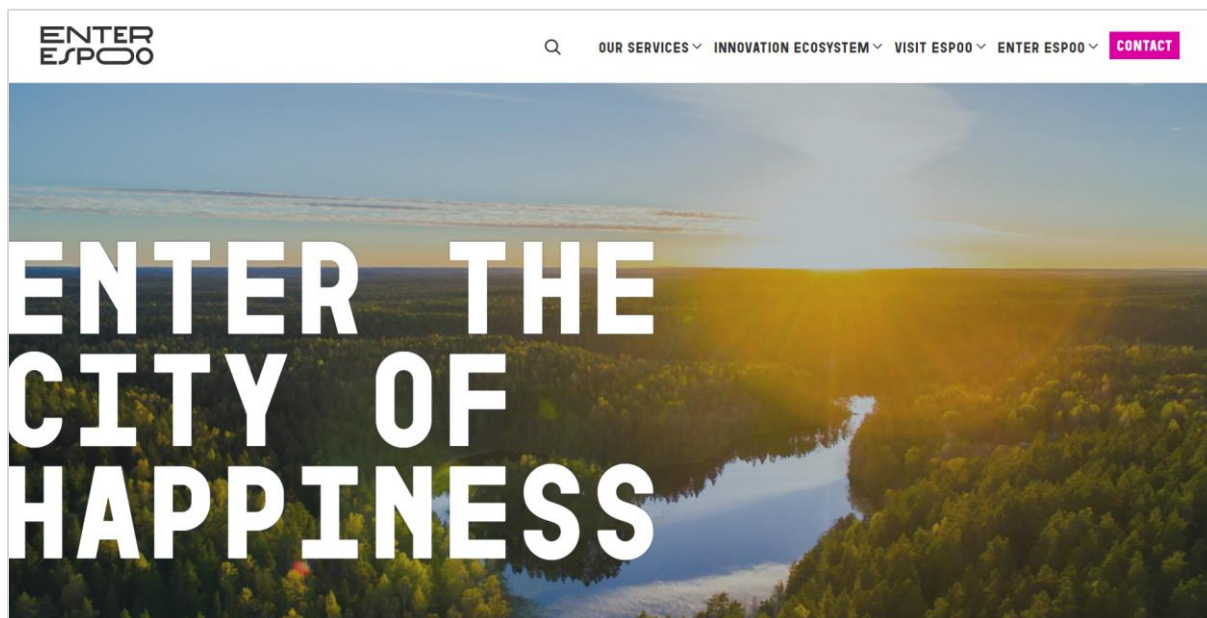 ENTER
ESPOO
OUR SERVICES INNOVATION ECOSYSTEM VISIT ESPOO ENTER ESPOO CONTACT
ENTER THE
CITY OF
HAPPINESS